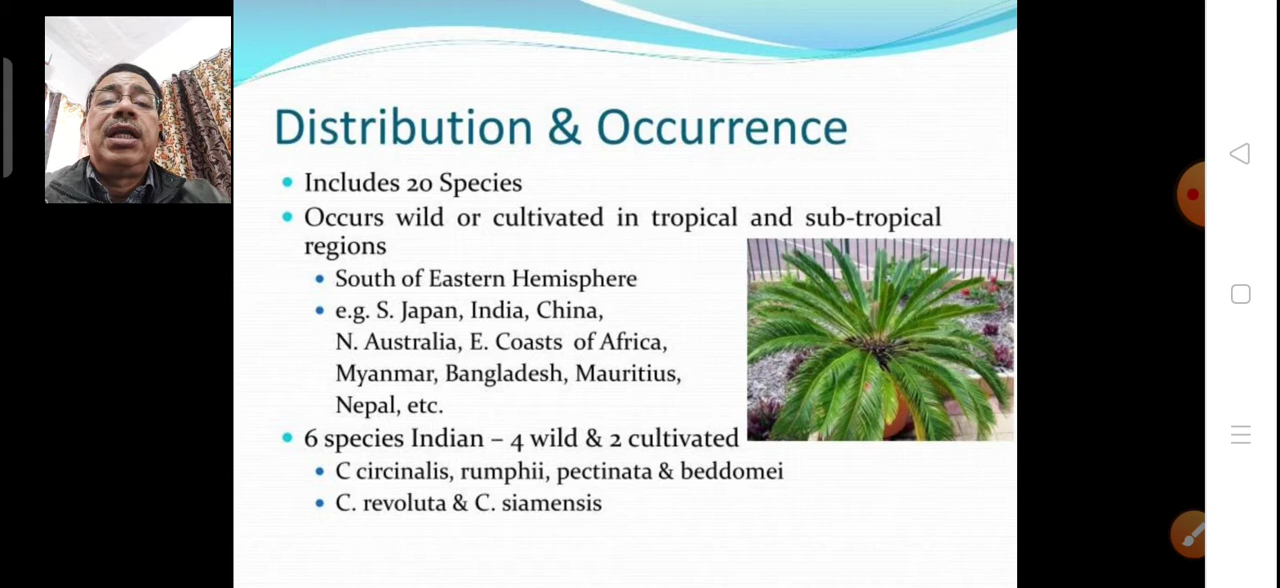 Distribution & Occurrence
Includes 20 Species
Occurs wild or cultivated in tropical and sub-tropical
regions
South of Eastern Hemisphere
e.g. S. Japan, India, China,
N. Australia, E. Coasts of Africa,
Myanmar, Bangladesh, Mauritius,
Nepal, etc.
6 species Indian – 4 wild & 2 cultivated
C circinalis, rumphii, pectinata & beddomei
C. revoluta & C. siamensis